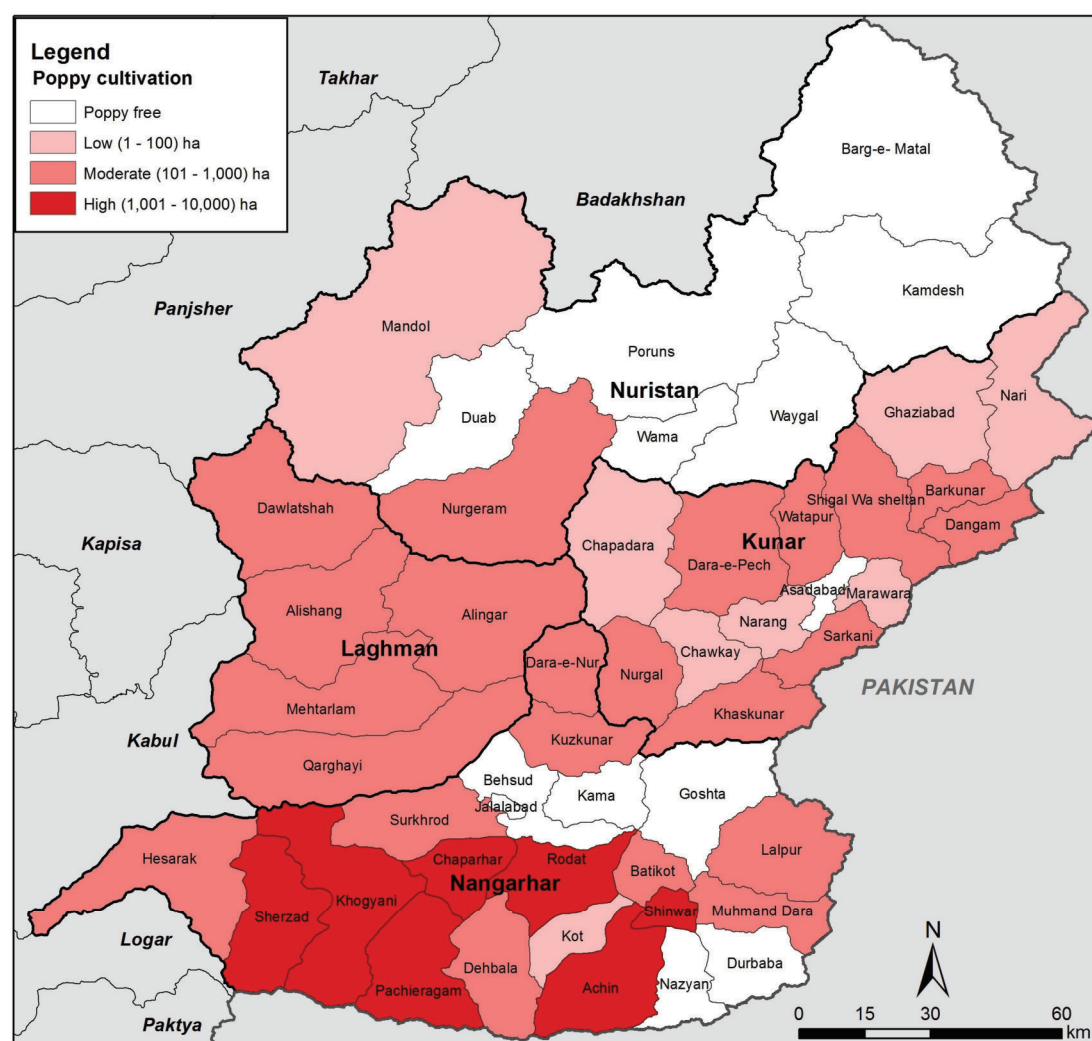 Legend
Poppy cultivation
Poppy free
Low (1 - 100) ha
Moderate (101 - 1,000) ha
High (1,001 - 10,000) ha
Takhar
Barg-e- Matal
Badakhshan
Kamdesh
Panjsher
Mandol
Poruns
Nuristan
Nari
Ghaziabad
Duab
Waygal
Wama
Dawlatshah
Nurgeram
Shigal Wa sheltan
Barkunar
Watapur
Dangam
Kapisa
Chapadara
Kunar
Dara-e-Pech
Asadabad
Marawara
Alishang
Alingar
Narang
Sarkani
Laghman
Chawkay
Dara-e-Nur
Nurgal
PAKISTAN
Mehtarlam
Khaskunar
Kabul
Kuzkunar
Qarghayi
Behsud
Kama
Goshta
Jalalabad
Surkhrod
Hesarak
Lalpur
Chaparhar
Rodat
Batikot
Nangarhar
Khogyani
Sherzad
Shinwar
Muhmand Dara
Kot
Logar
Dehbala
Durbaba
Pachieragam
Achin
Nazyan
Paktya
N
0 15 30 60
km